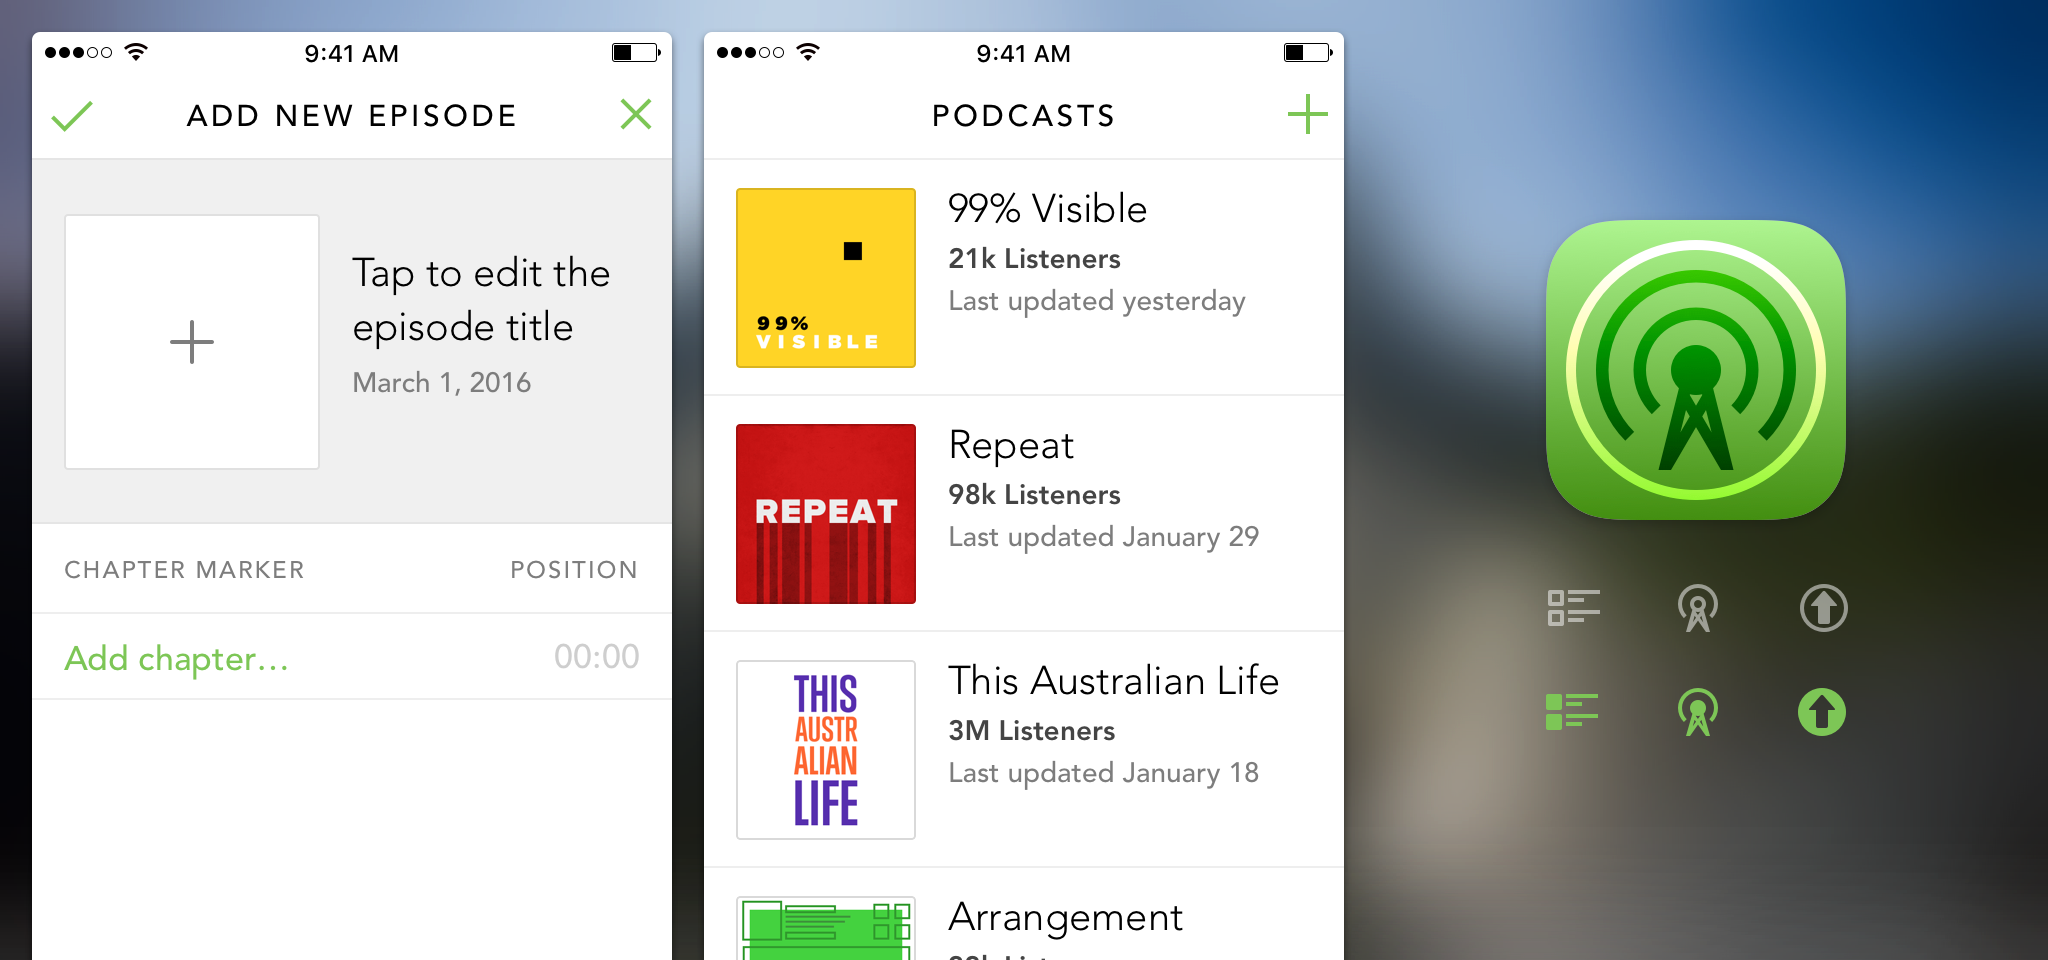 9:41 AM
ADD NEW EPISODE
Tap to edit the
episode title
March 1, 2016
CHAPTER MARKER POSITION
Add chapter... 00:00
9:41 AM
PODCASTS
99%
VISIBLE
99% Visible
21k Listeners
Last updated yesterday
REPEAT
Repeat
98k Listeners
Last updated January 29
THIS
AUSTR
ALIAN
LIFE
This Australian Life
3M Listeners
Last updated January 18
Arrangement